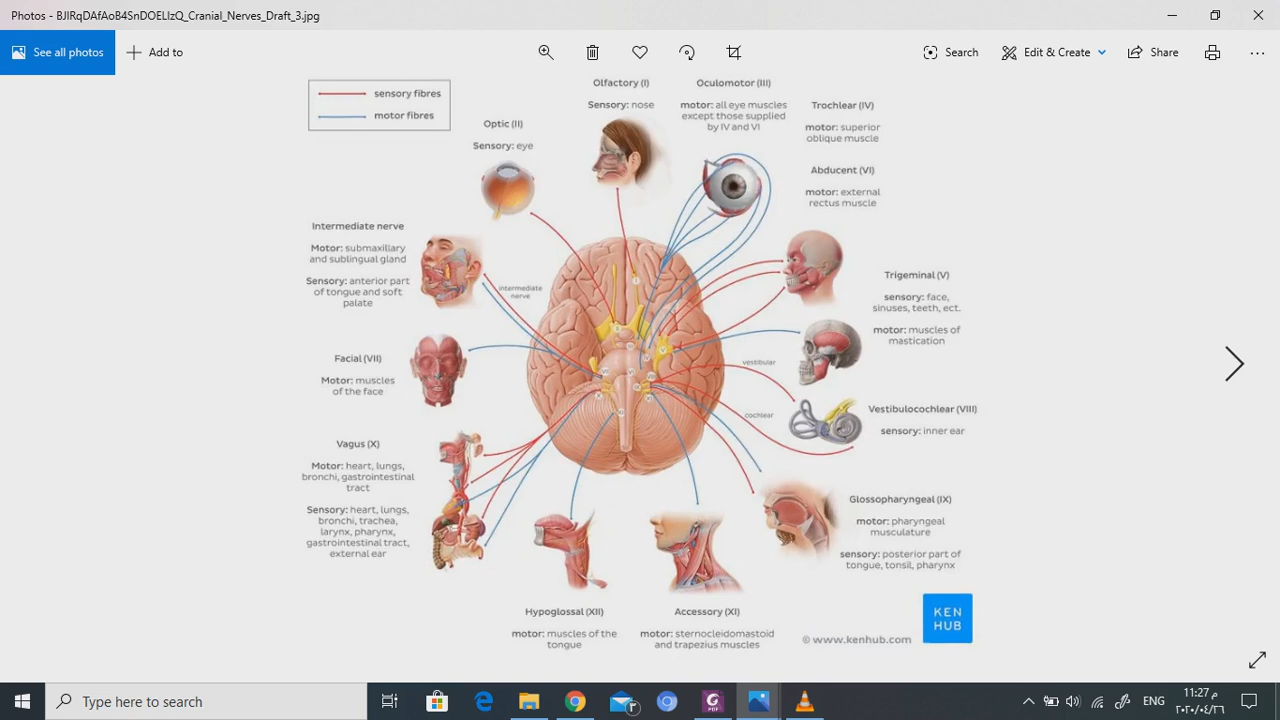 Photos - BJlRqDAfAoB4SnDOELlzQ_Cranial_Nerves_Draft_3.jpg
See all photos
Add to
Search
Edit & Create
Share
sensory fibres
motor fibres
Olfactory (I)
Sensory: nose
Oculomotor (III)
motor: all eye muscles
except those supplied
by IV and VI
Trochlear (IV)
motor: superior
oblique muscle
Optic (II)
Sensory: eye
Abducent (VI)
motor: external
rectus muscle
Intermediate nerve
Motor: submaxillary
and sublingual gland
Sensory: anterior part
of tongue and soft
palate
intermediate
nerve
Trigeminal (V)
sensory: face,
sinuses, teeth, ect.
motor: muscles of
mastication
Facial (VII)
Motor: muscles
of the face
vestibular
cochlear
Vestibulocochlear (VIII)
sensory: inner ear
Vagus (X)
Motor: heart, lungs,
bronchi, gastrointestinal
tract
Sensory: heart, lungs,
bronchi, trachea,
larynx, pharynx,
gastrointestinal tract,
external ear
Glossopharyngeal (IX)
motor: pharyngeal
musculature
sensory: posterior part of
tongue, tonsil, pharynx
Hypoglossal (XII)
motor: muscles of the
tongue
Accessory (XI)
motor: sternocleidomastoid
and trapezius muscles
KEN
HUB
© www.kenhub.com
Type here to search
ENG
11:27 م